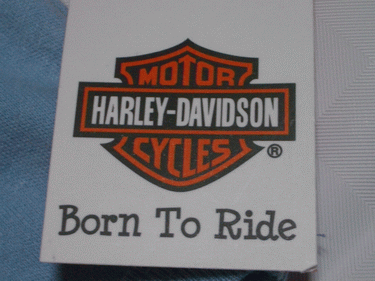 MOTOR
HARLEY-DAVIDSON
CYCLES ®
Born To Ride